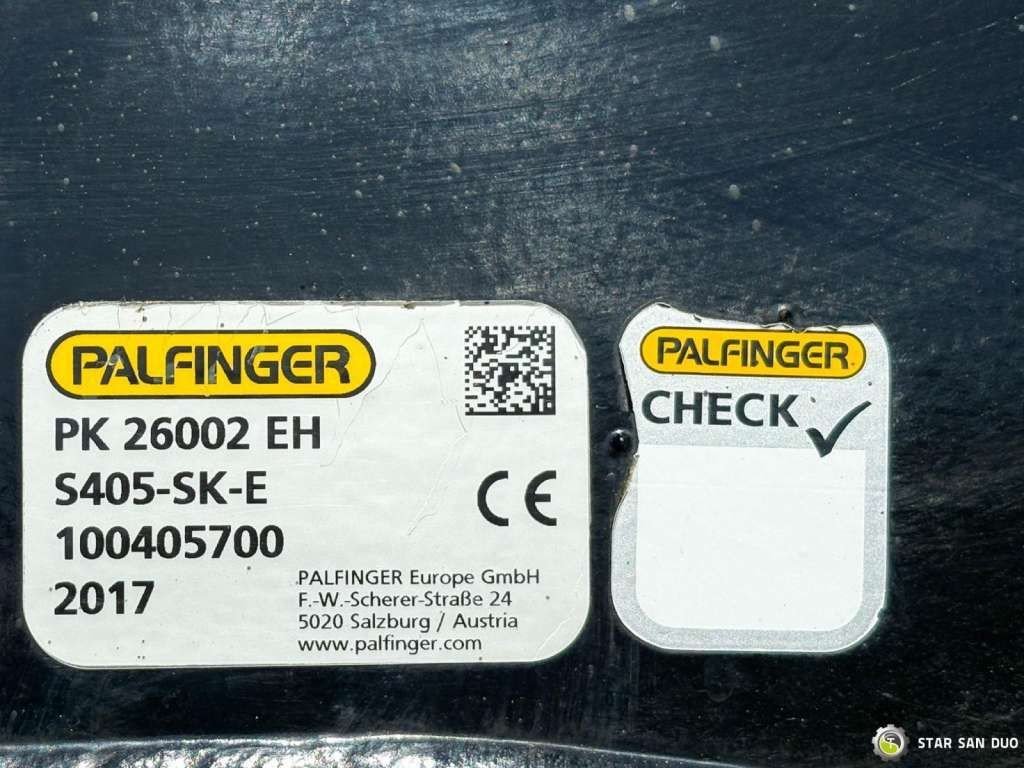 PALFINGER
PK 26002 EH
S405-SK-E
100405700
2017
CE
PALFINGER Europe GmbH
F.-W.-Scherer-Straße 24
5020 Salzburg / Austria
www.palfinger.com
PALFINGER
CHECK
STAR SAN DUO